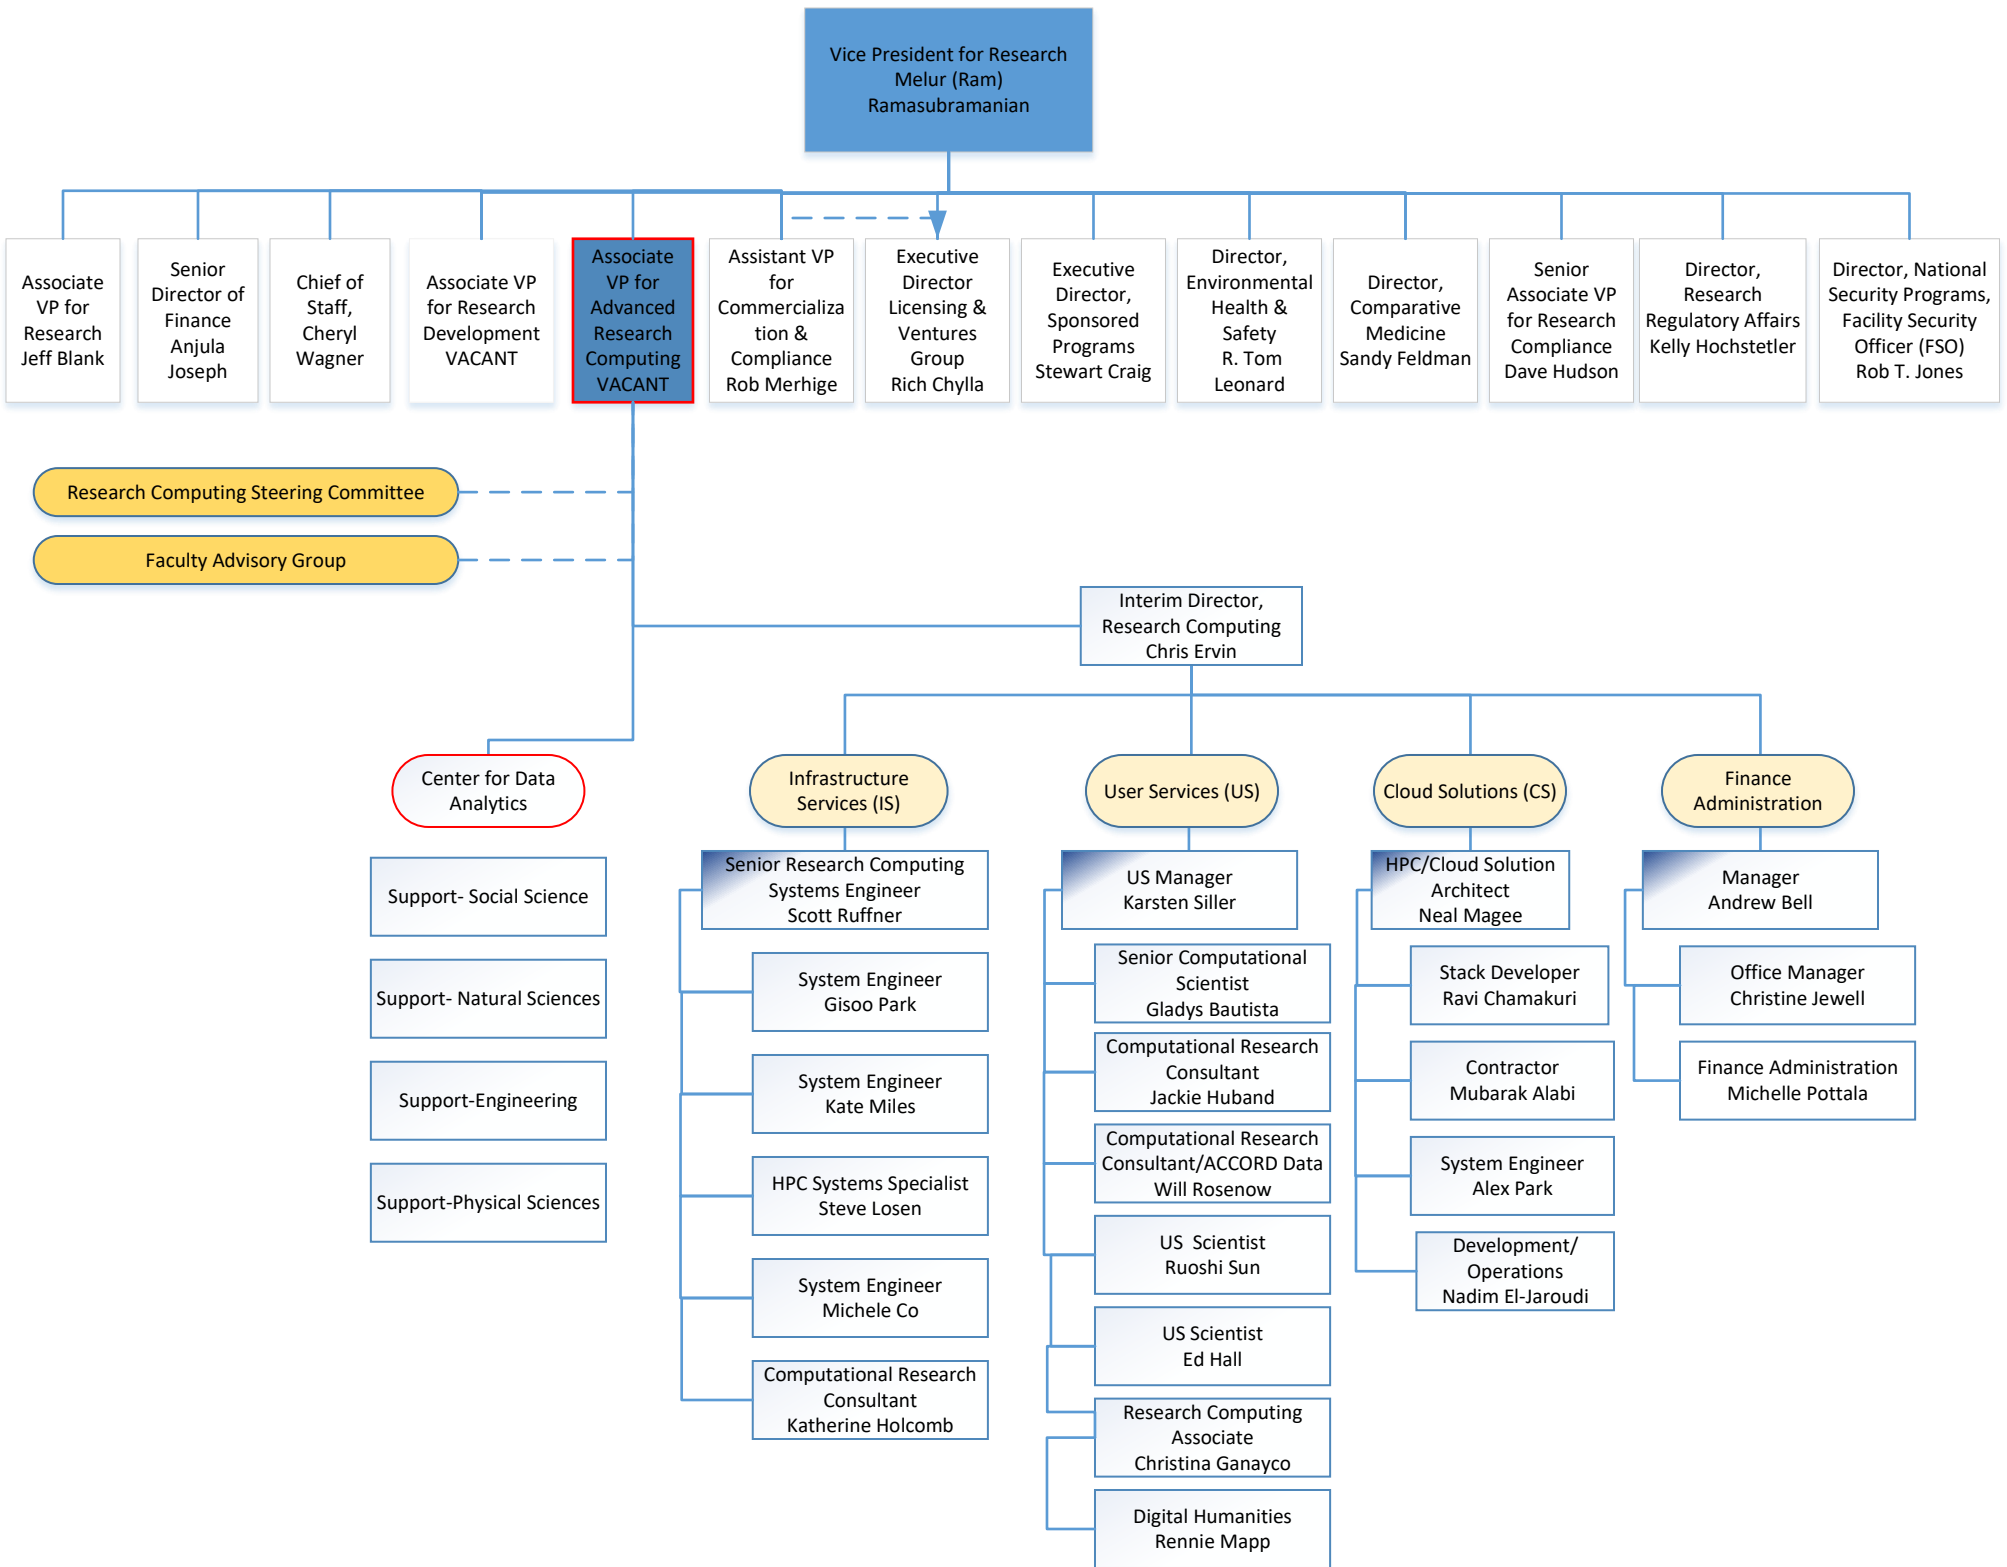 Vice President for Research
Melur (Ram)
Ramasubramanian
Associate
VP for
Research
Jeff Blank
Senior
Director of
Finance
Anjula
Joseph
Chief of
Staff,
Cheryl
Wagner
Associate VP
for Research
Development
VACANT
Associate
VP for
Advanced
Research
Computing
VACANT
Assistant VP
for
Commercializa
tion &
Compliance
Rob Merhige
Executive
Director
Licensing &
Ventures
Group
Rich Chylla
Executive
Director,
Sponsored
Programs
Stewart Craig
Director,
Environmental
Health &
Safety
R. Tom
Leonard
Director,
Comparative
Medicine
Sandy Feldman
Senior
Associate VP
for Research
Compliance
Dave Hudson
Director,
Research
Regulatory Affairs
Kelly Hochstetler
Director, National
Security Programs,
Facility Security
Officer (FSO)
Rob T. Jones
Research Computing Steering Committee
Faculty Advisory Group
Interim Director,
Research Computing
Chris Ervin
Center for Data
Analytics
Support- Social Science
Support- Natural Sciences
Support-Engineering
Support-Physical Sciences
Infrastructure
Services (IS)
Senior Research Computing
Systems Engineer
Scott Ruffner
System Engineer
Gisoo Park
System Engineer
Kate Miles
HPC Systems Specialist
Steve Losen
System Engineer
Michele Co
Computational Research
Consultant
Katherine Holcomb
User Services (US)
US Manager
Karsten Siller
Senior Computational
Scientist
Gladys Bautista
Computational Research
Consultant
Jackie Huband
Computational Research
Consultant/ACCORD Data
Will Rosenow
US  Scientist
Ruoshi Sun
US Scientist
Ed Hall
Research Computing
Associate
Christina Ganayco
Digital Humanities
Rennie Mapp
Cloud Solutions (CS)
HPC/Cloud Solution
Architect
Neal Magee
Stack Developer
Ravi Chamakuri
Contractor
Mubarak Alabi
System Engineer
Alex Park
Development/
Operations
Nadim El-Jaroudi
Finance
Administration
Manager
Andrew Bell
Office Manager
Christine Jewell
Finance Administration
Michelle Pottala